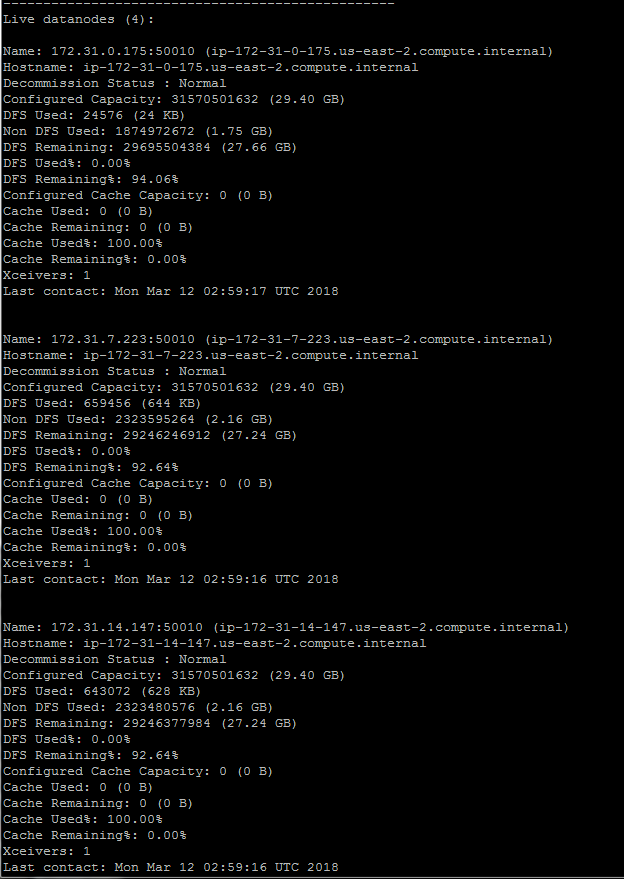 -------------------------------------------------
Live datanodes (4):
Name: 172.31.0.175:50010 (ip-172-31-0-175.us-east-2.compute.internal)
Hostname: ip-172-31-0-175.us-east-2.compute.internal
Decommission Status : Normal
Configured Capacity: 31570501632 (29.40 GB)
DFS Used: 24576 (24 KB)
Non DFS Used: 1874972672 (1.75 GB)
DFS Remaining: 29695504384 (27.66 GB)
DFS Used%: 0.00%
DFS Remaining%: 94.06%
Configured Cache Capacity: 0 (0 B)
Cache Used: 0 (0 B)
Cache Remaining: 0 (0 B)
Cache Used%: 100.00%
Cache Remaining%: 0.00%
Xceivers: 1
Last contact: Mon Mar 12 02:59:17 UTC 2018
Name: 172.31.7.223:50010 (ip-172-31-7-223.us-east-2.compute.internal)
Hostname: ip-172-31-7-223.us-east-2.compute.internal
Decommission Status : Normal
Configured Capacity: 31570501632 (29.40 GB)
DFS Used: 659456 (644 KB)
Non DFS Used: 2323595264 (2.16 GB)
DFS Remaining: 29246246912 (27.24 GB)
DFS Used%: 0.00%
DFS Remaining%: 92.64%
Configured Cache Capacity: 0 (0 B)
Cache Used: 0 (0 B)
Cache Remaining: 0 (0 B)
Cache Used%: 100.00%
Cache Remaining%: 0.00%
Xceivers: 1
Last contact: Mon Mar 12 02:59:16 UTC 2018
Name: 172.31.14.147:50010 (ip-172-31-14-147.us-east-2.compute.internal)
Hostname: ip-172-31-14-147.us-east-2.compute.internal
Decommission Status : Normal
Configured Capacity: 31570501632 (29.40 GB)
DFS Used: 643072 (628 KB)
Non DFS Used: 2323480576 (2.16 GB)
DFS Remaining: 29246377984 (27.24 GB)
DFS Used%: 0.00%
DFS Remaining%: 92.64%
Configured Cache Capacity: 0 (0 B)
Cache Used: 0 (0 B)
Cache Remaining: 0 (0 B)
Cache Used%: 100.00%
Cache Remaining%: 0.00%
Xceivers: 1
Last contact: Mon Mar 12 02:59:16 UTC 2018